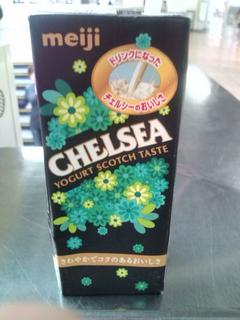 meiji
ドリンクになった
チェルシーのおいしさ
CHELSEA
YOGURT SCOTCH TASTE
さわやかでコクのあるおいしさ